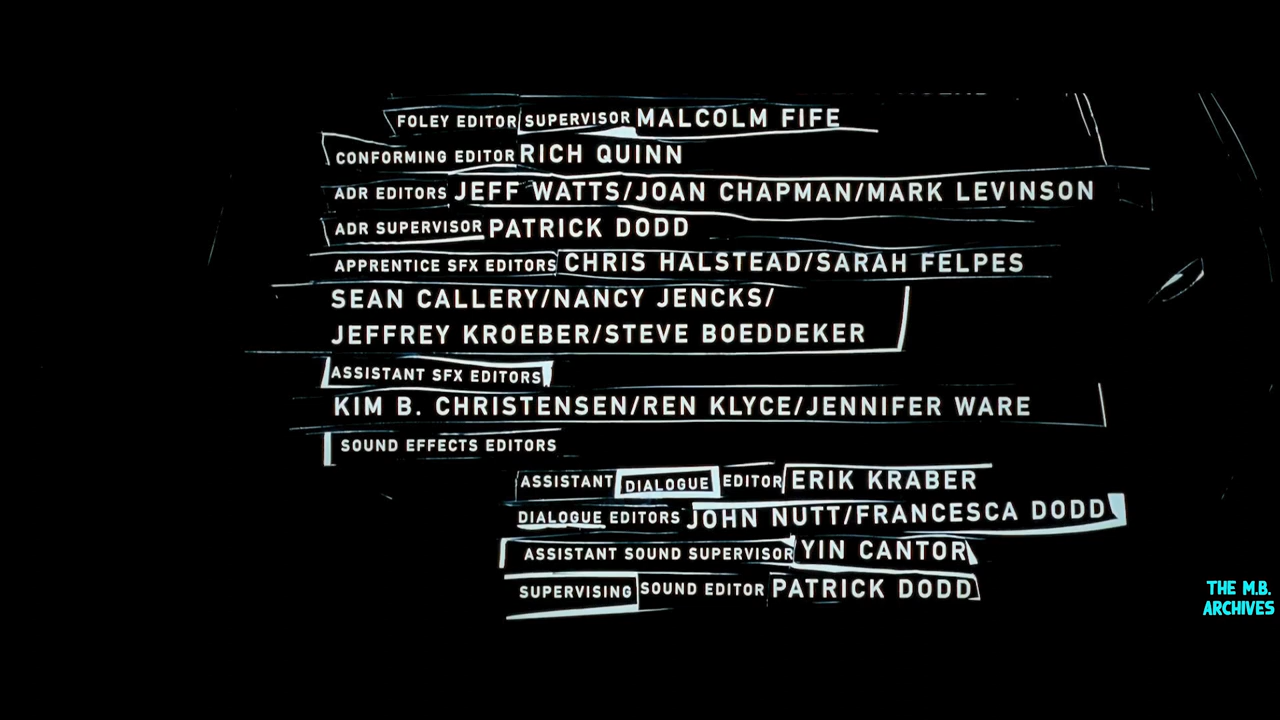 FOLEY EDITOR SUPERVISOR MALCOLM FIFE
CONFORMING EDITOR RICH QUINN
ADR EDITORS JEFF WATTS/JOAN CHAPMAN/MARK LEVINSON
ADR SUPERVISOR PATRICK DODD
APPRENTICE SFX EDITORS CHRIS HALSTEAD/SARAH FELPES
SEAN CALLERY/NANCY JENCKS/
JEFFREY KROEBER/STEVE BOEDDEKER
ASSISTANT SFX EDITORS
KIM B. CHRISTENSEN/REN KLYCE/JENNIFER WARE
SOUND EFFECTS EDITORS
ASSISTANT DIALOGUE EDITOR ERIK KRABER
DIALOGUE EDITORS JOHN NUTT/FRANCESCA DODD
ASSISTANT SOUND SUPERVISOR YIN CANTOR
SUPERVISING SOUND EDITOR PATRICK DODD
THE M.B.
ARCHIVES